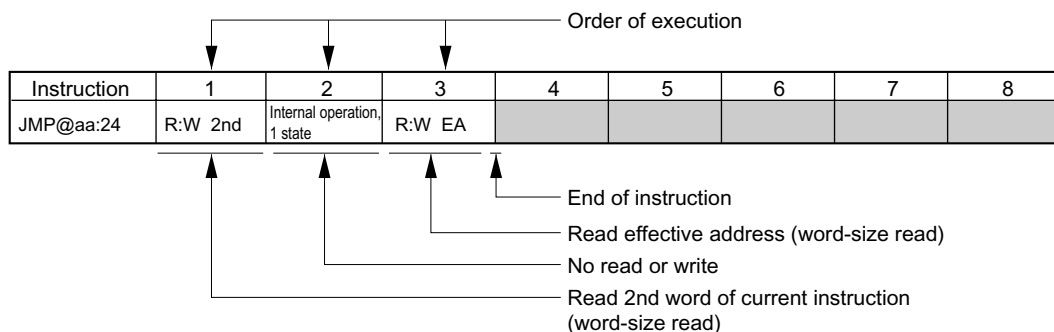 Order of execution
Instruction 1 2 3 4 5 6 7 8
JMP@aa:24 R:W 2nd Internal operation, 1 state R:W EA
End of instruction
Read effective address (word-size read)
No read or write
Read 2nd word of current instruction
(word-size read)